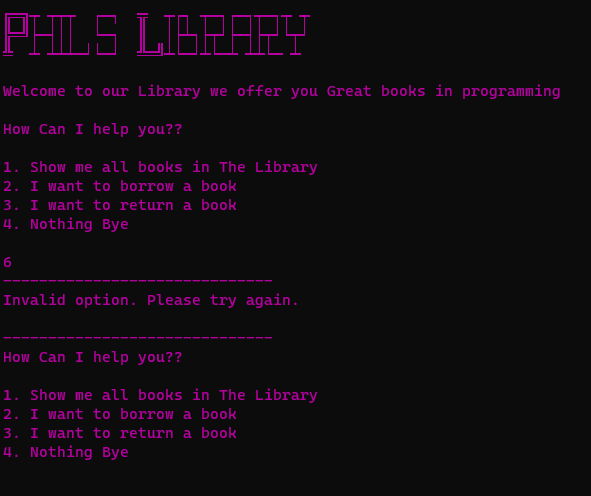 PHIL S LIBRARY
Welcome to our Library we offer you Great books in programming
How Can I help you??
1. Show me all books in The Library
2. I want to borrow a book
3. I want to return a book
4. Nothing Bye
6
------------------------------
Invalid option. Please try again.
------------------------------
How Can I help you??
1. Show me all books in The Library
2. I want to borrow a book
3. I want to return a book
4. Nothing Bye